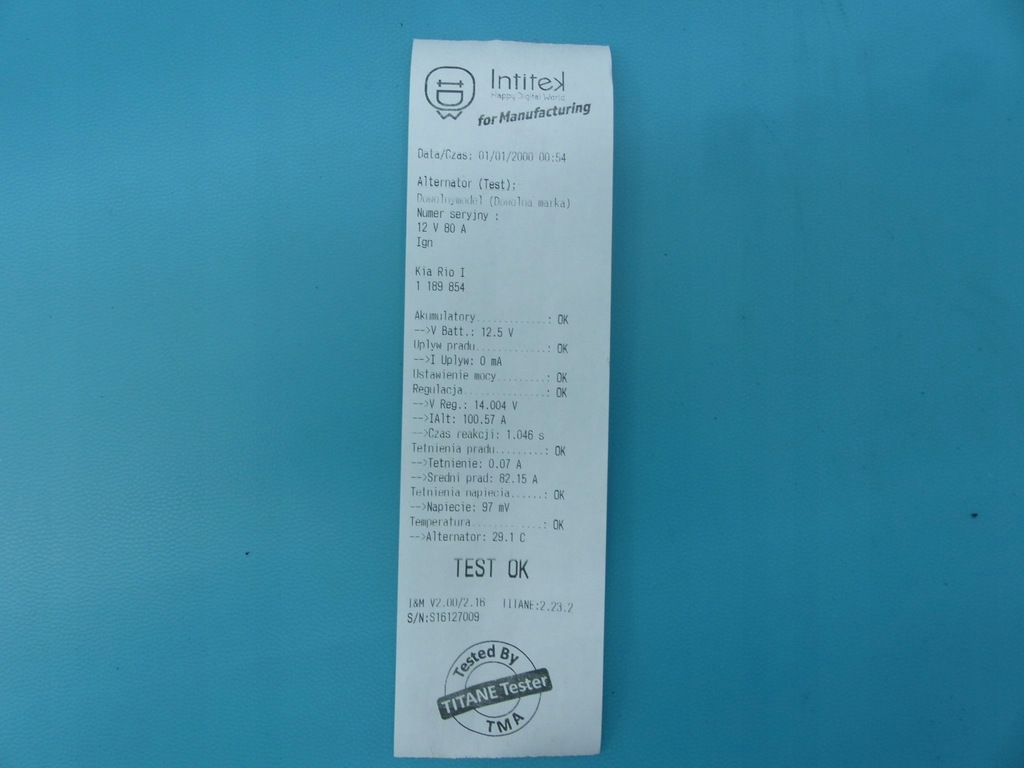 Intitek
Happy Digital World
for Manufacturing
Data/Czas: 01/01/2000 00:54
Alternator (Test):
Dowolnymodel (Dowolna marka)
Numer seryjny :
12 V 80 A
Ign
Kia Rio I
1 189 854
Akumulatory............: OK
-->V Batt.: 12.5 V
Uplyw pradu............: OK
-->I Uplyw: 0 mA
Ustawienie mocy........: OK
Regulacja..............: OK
-->V Reg.: 14.004 V
-->IAlt: 100.57 A
-->Czas reakcji: 1.046 s
Tetnienia pradu.........: OK
-->Tetnienie: 0.07 A
-->Sredni prad: 82.15 A
Tetnienia napiecia......: OK
-->Napiecie: 97 mV
Temperatura............: OK
-->Alternator: 29.1 C
TEST OK
I&M V2.00/2.16 TITANE:2.23.2
S/N:S16127009
Tested By
TITANE Tester
TMA